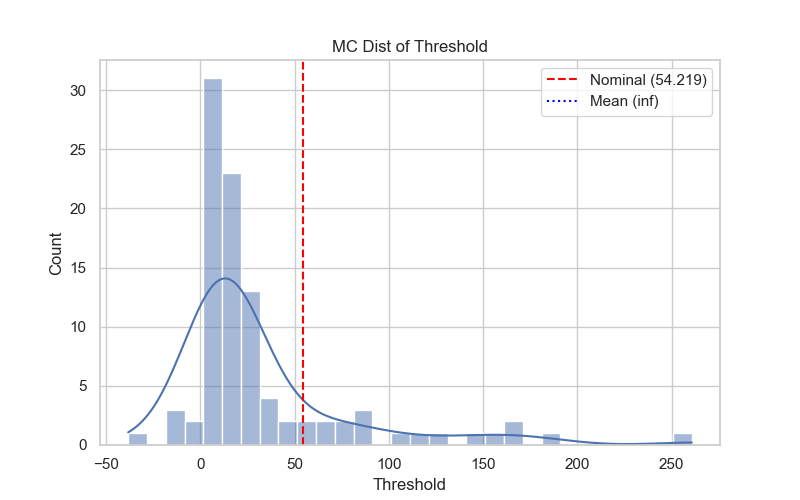 MC Dist of Threshold
Nominal (54.219)
Mean (inf)
Count
30
25
20
15
10
5
0
−50
0
50
100
150
200
250
Threshold